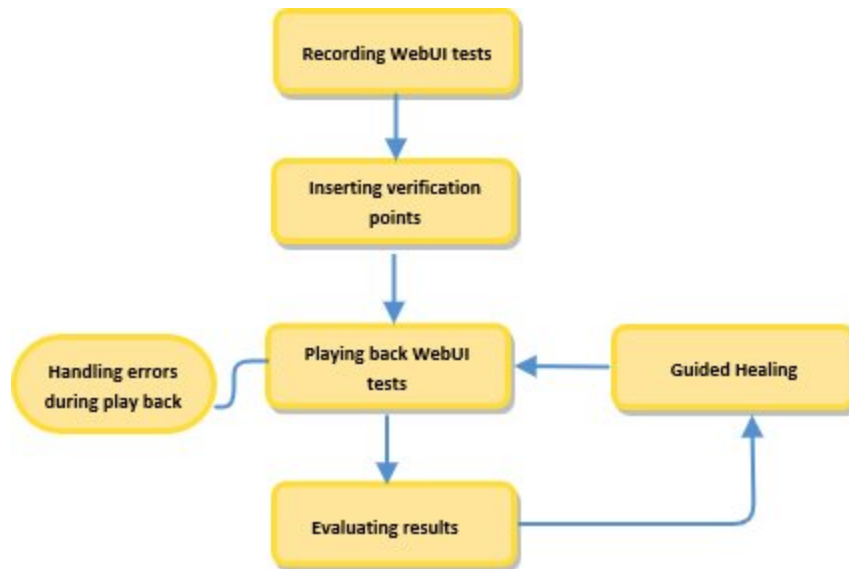 Recording WebUI tests
Inserting verification
points
Playing back WebUI
tests
Handling errors
during play back
Guided Healing
Evaluating results